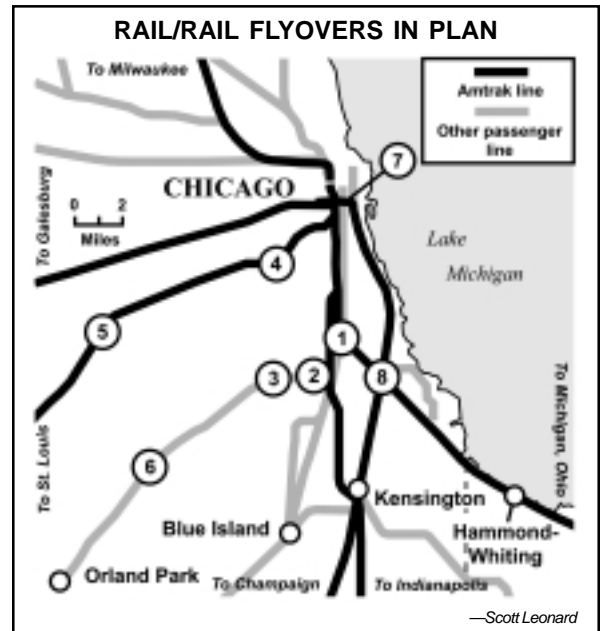 RAIL/RAIL FLYOVERS IN PLAN
To Milwaukee
Amtrak line
Other passenger
line
7
CHICAGO
0 2
Miles
To Galesburg
Lake
Michigan
4
5
1
3
2
8
To St. Louis
To Michigan, Ohio
6
Kensington
Blue Island
Hammond-
Whiting
Orland Park
To Champaign
To Indianapolis
—Scott Leonard